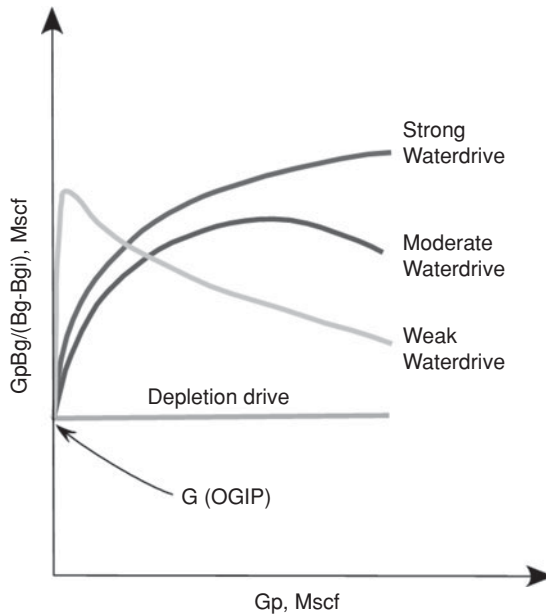 Strong
Waterdrive
Moderate
Waterdrive
Weak
Waterdrive
Depletion drive
G (OGIP)
GpBg/(Bg-Bgi), Mscf
Gp, Mscf